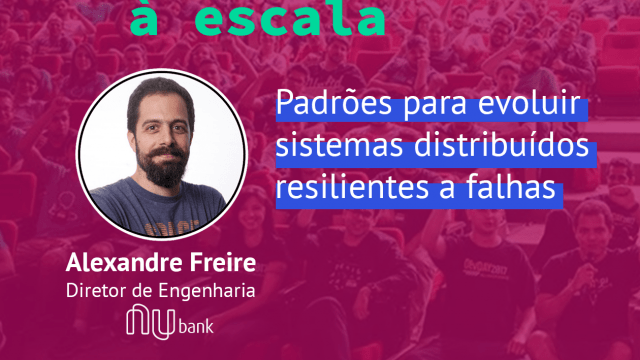 à escala
Padrões para evoluir
sistemas distribuídos
resilientes a falhas
Alexandre Freire
Diretor de Engenharia
nu bank